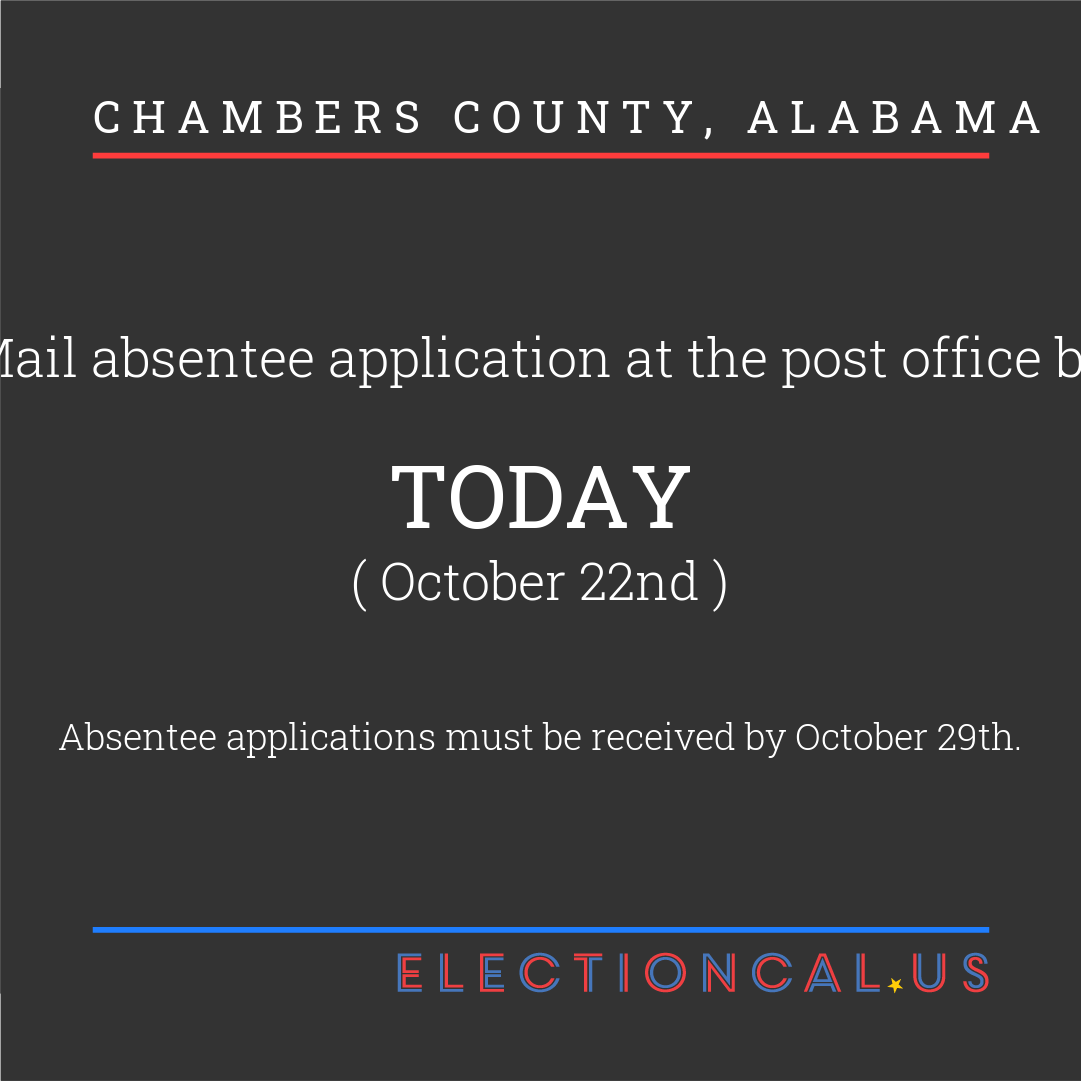 CHAMBERS COUNTY, ALABAMA
Mail absentee application at the post office b
TODAY
( October 22nd )
Absentee applications must be received by October 29th.
ELECTIONCAL.US